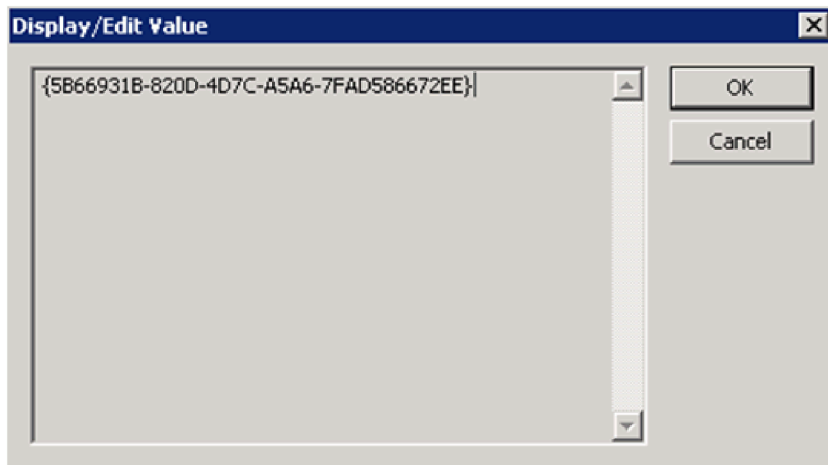 Display/Edit Value
{5B66931B-820D-4D7C-A5A6-7FAD586672EE}
OK
Cancel